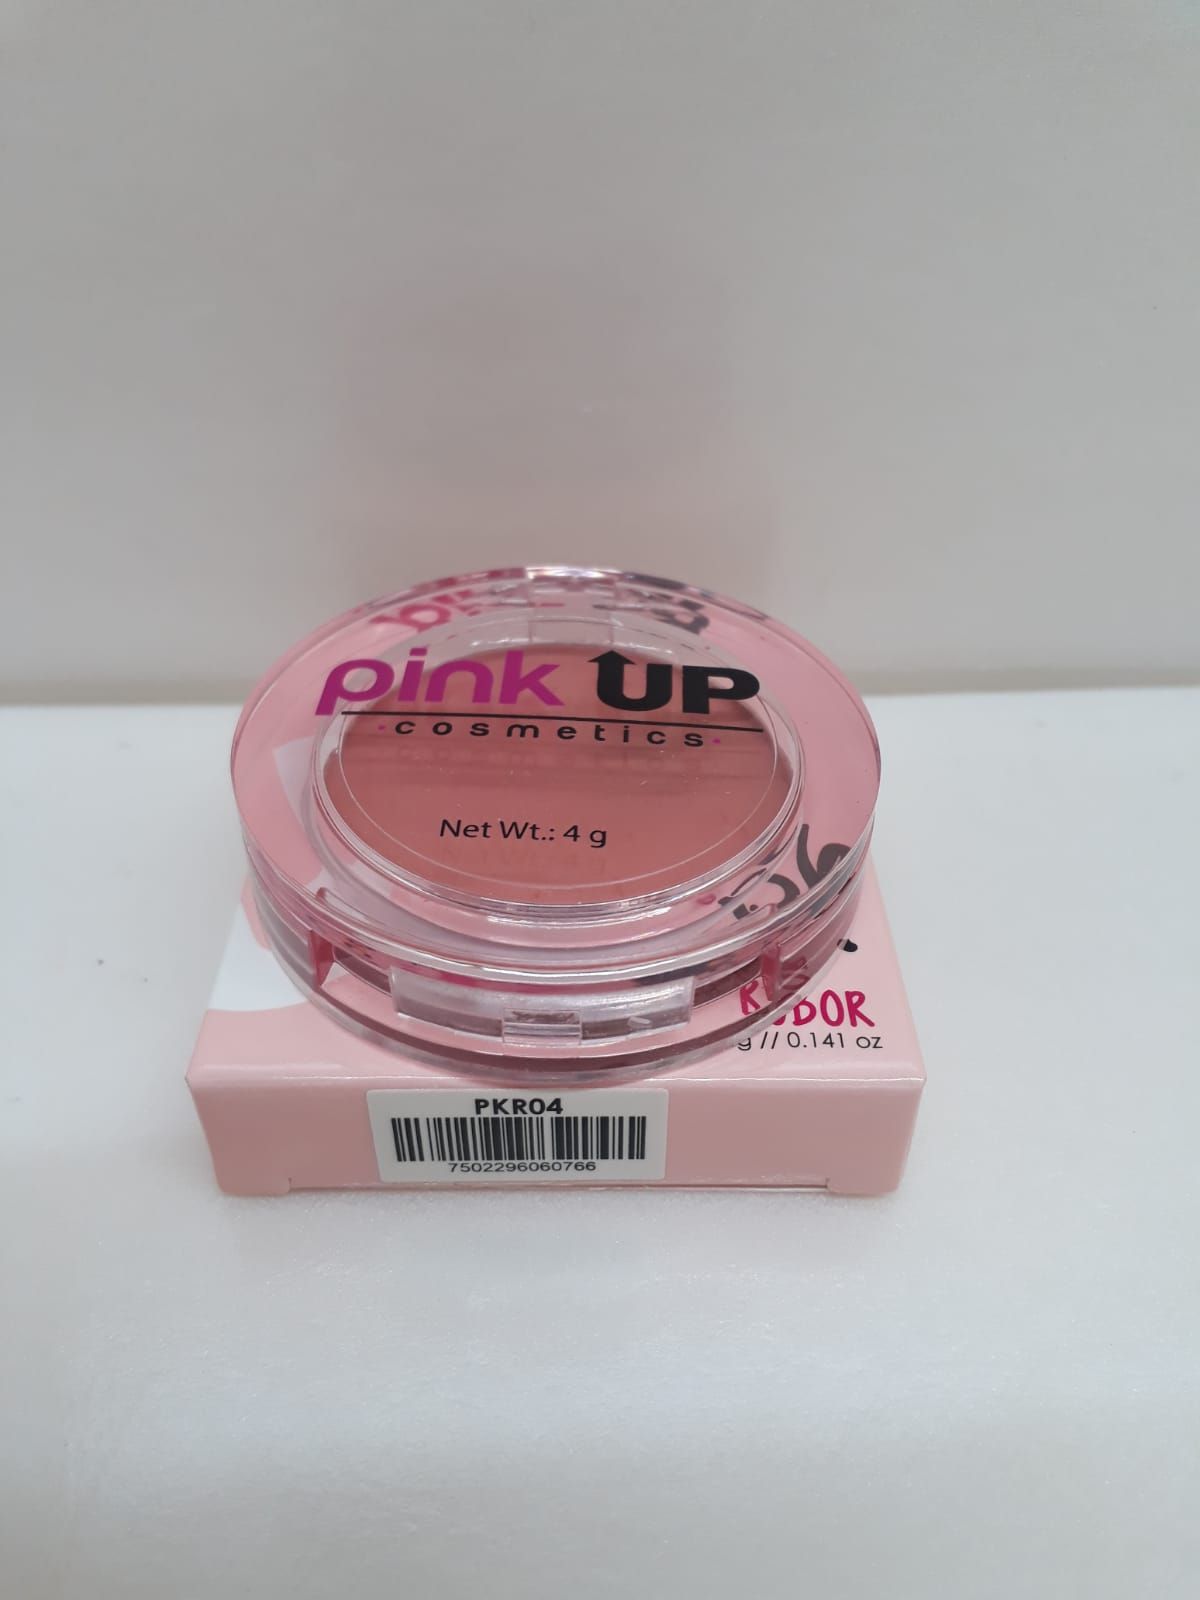 pink UP
cosmetics
Net Wt.: 4 g
RUBOR
g // 0.141 oz
PKR04
7502296060766